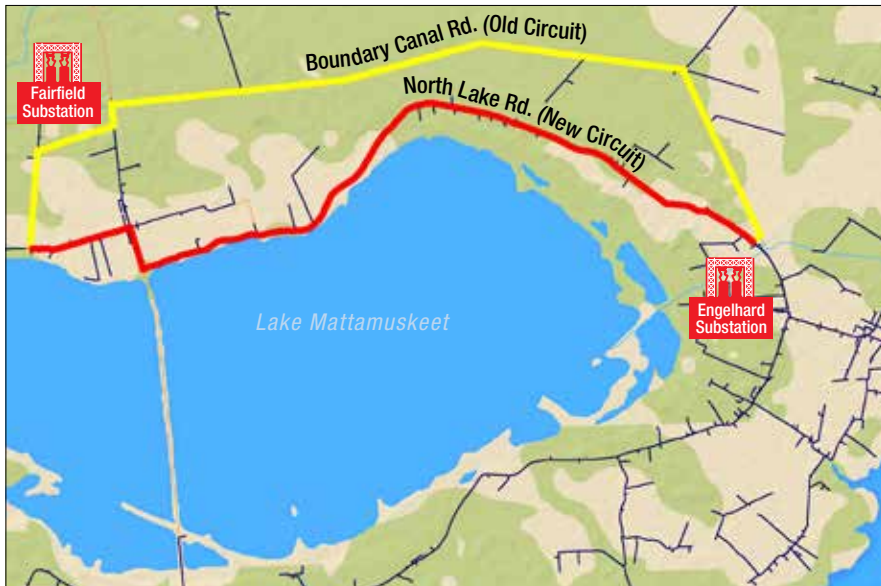 Boundary Canal Rd. (Old Circuit)
Fairfield
Substation
North Lake Rd. (New Circuit)
Engelhard
Substation
Lake Mattamuskeet